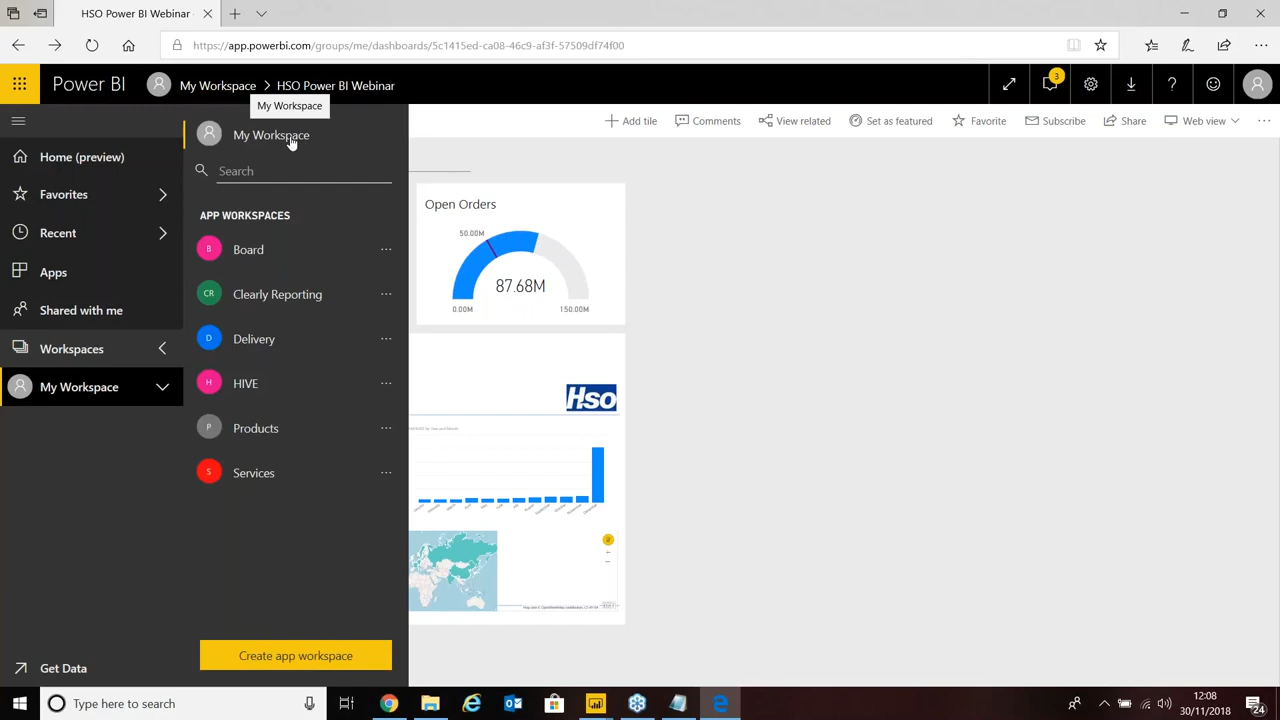 HSO BI Webinar - Power
https://app.powerbi.com/groups/me/dashboards/5c1415ed-ca08-46c9-af3f-57509df74f00
Power BI
My Workspace > HSO Power BI Webinar
3
My Workspace
Add tile
Comments
View related
Set as featured
Favorite
Subscribe
Share
Web view
My Workspace
Home (preview)
Search
Favorites
APP WORKSPACES
Recent
B Board
Apps
CR Clearly Reporting
Shared with me
D Delivery
Workspaces
H HIVE
My Workspace
P Products
S Services
Create app workspace
Get Data
Open Orders
50.00M
87.68M
0.00M
150.00M
Hso
Type here to search
12:08
30/11/2018
24